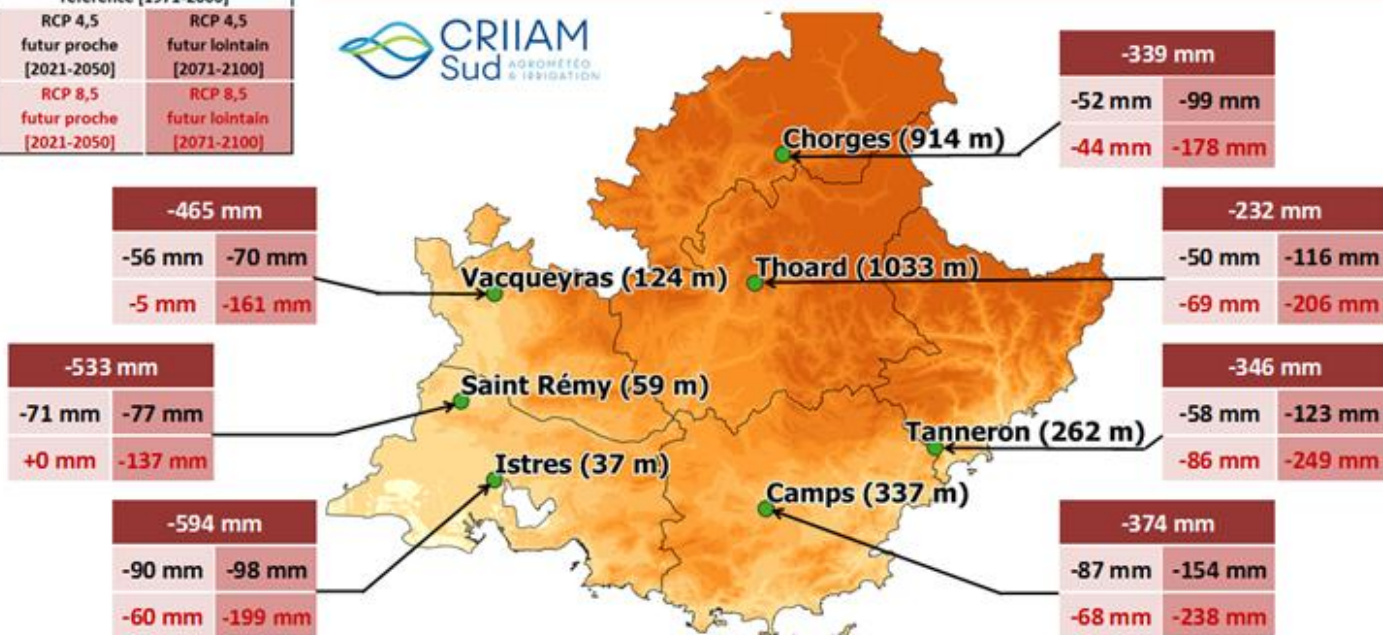 référence [1971-2000]
RCP 4,5 RCP 4,5
futur proche futur lointain
[2021-2050] [2071-2100]
RCP 8,5 RCP 8,5
futur proche futur lointain
[2021-2050] [2071-2100]
CRIIAM
Sud AGROMÉTÉO
& IRRIGATION
-339 mm
-52 mm -99 mm
-44 mm -178 mm
Chorges (914 m)
-465 mm
-56 mm -70 mm
-5 mm -161 mm
Vacqueyras (124 m)
Thoard (1033 m)
-232 mm
-50 mm -116 mm
-69 mm -206 mm
-533 mm
-71 mm -77 mm
+0 mm -137 mm
Saint Rémy (59 m)
Tanneron (262 m)
-346 mm
-58 mm -123 mm
-86 mm -249 mm
Istres (37 m)
Camps (337 m)
-594 mm
-90 mm -98 mm
-60 mm -199 mm
-374 mm
-87 mm -154 mm
-68 mm -238 mm